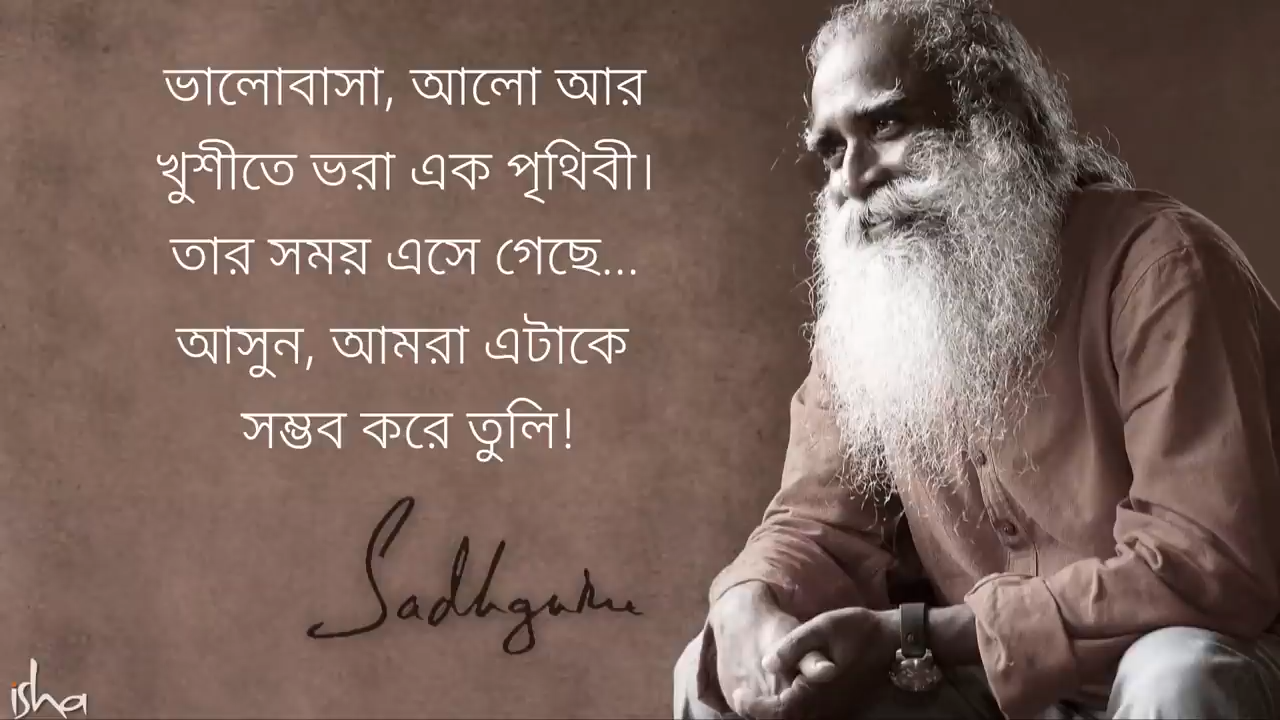 ভালোবাসা, আলো আর
খুশীতে ভরা এক পৃথিবী।
তার সময় এসে গেছে...
আসুন, আমরা এটাকে
সম্ভব করে তুলি!
Sadhguru
isha